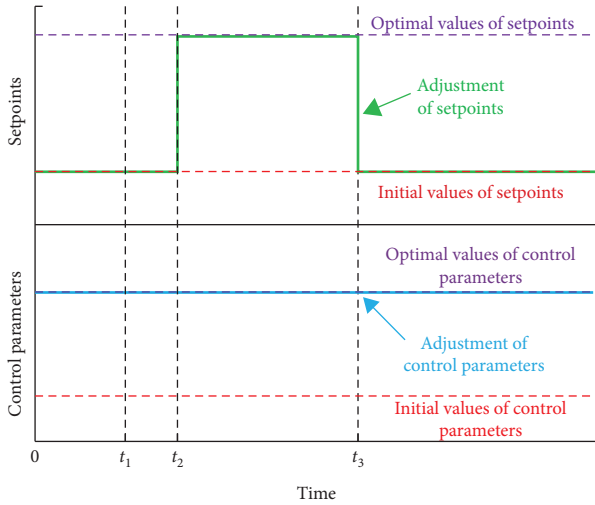 Optimal values of setpoints
Setpoints
Adjustment
of setpoints
Initial values of setpoints
Optimal values of control
parameters
Control parameters
Adjustment of
control parameters
Initial values of control
parameters
0
t1
t2
t3
Time